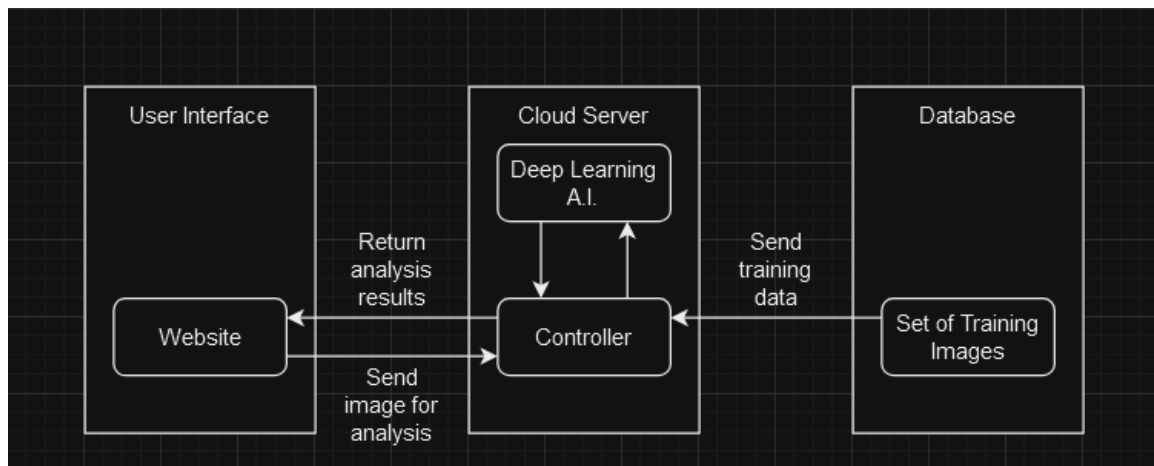 User Interface
Cloud Server
Database
Deep Learning
A.I.
Return
analysis
results
Send
training
data
Website
Controller
Set of Training
Images
Send
image for
analysis